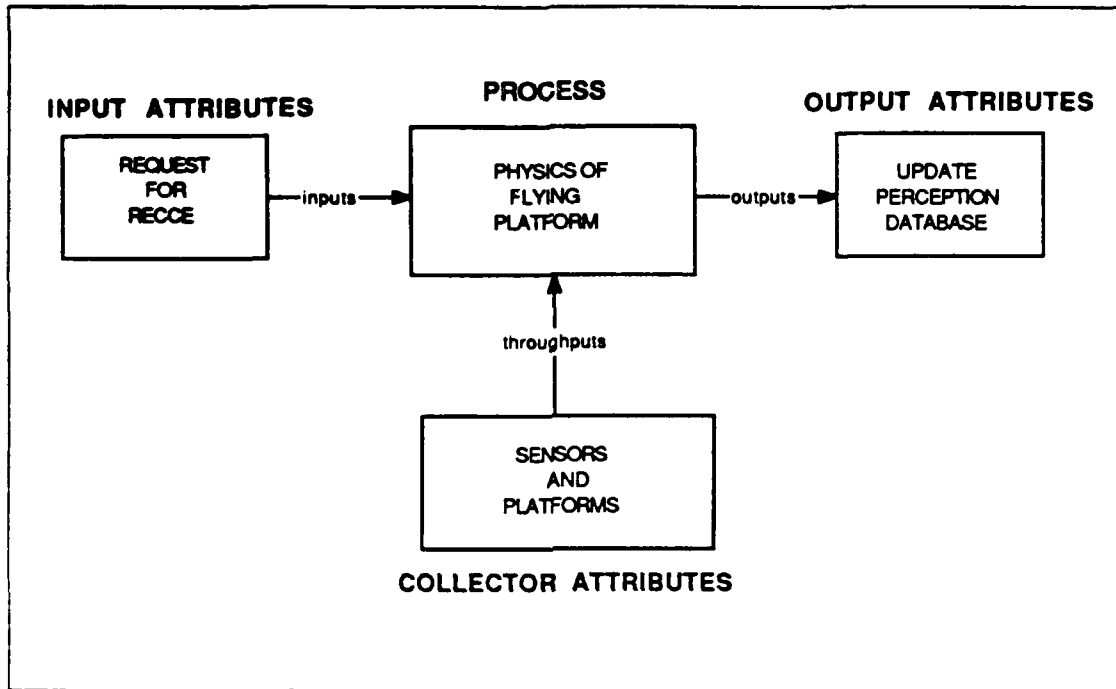 INPUT ATTRIBUTES
REQUEST
FOR
RECCE
inputs
PROCESS
PHYSICS OF
FLYING
PLATFORM
outputs
OUTPUT ATTRIBUTES
UPDATE
PERCEPTION
DATABASE
throughputs
SENSORS
AND
PLATFORMS
COLLECTOR ATTRIBUTES